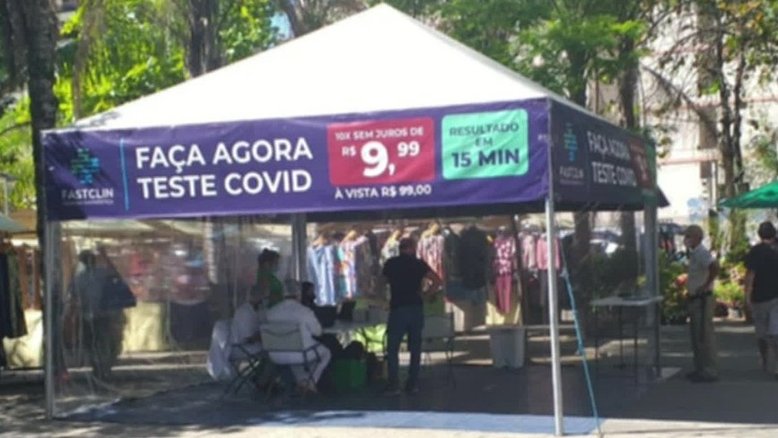 FAÇA AGORA
TESTE COVID
10X SEM JUROS DE
R$ 9,99
À VISTA R$ 99,00
RESULTADO
EM
15 MIN
FASTCLIN
FAÇA AGORA
TESTE COVID